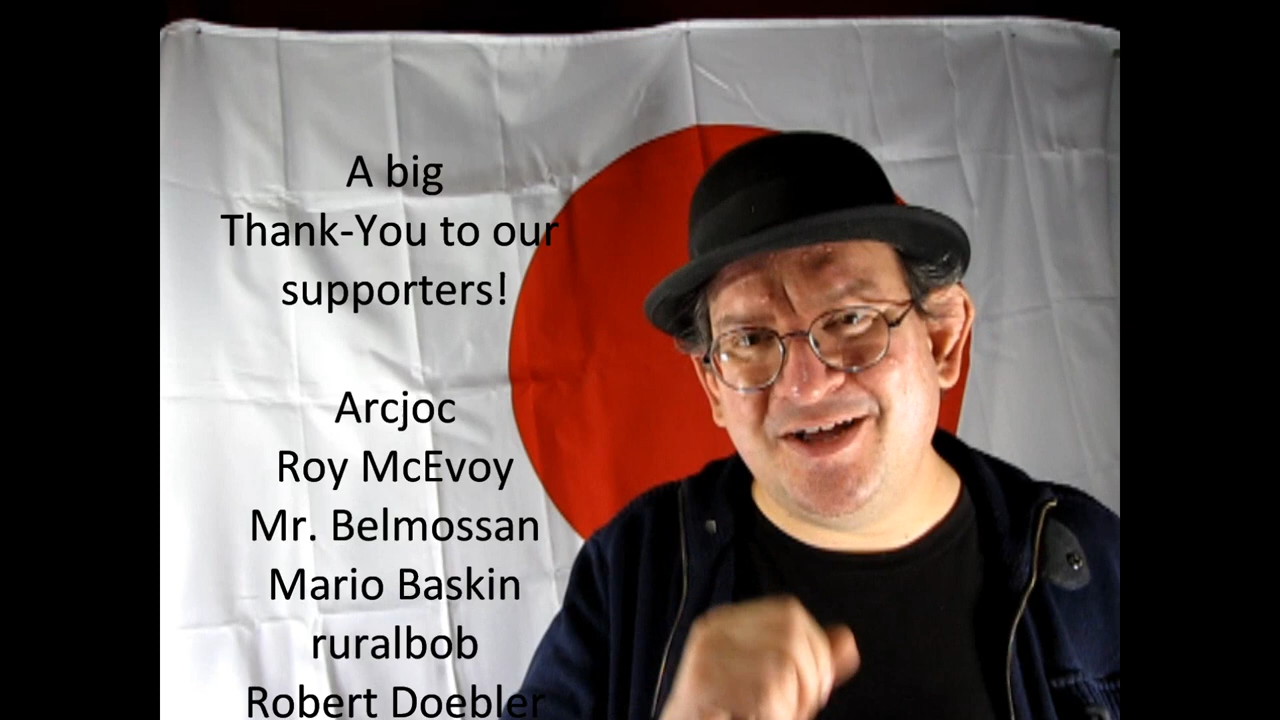 A big
Thank-You to our
supporters!
Arcjoc
Roy McEvoy
Mr. Belmossan
Mario Baskin
ruralbob
Robert Doebler